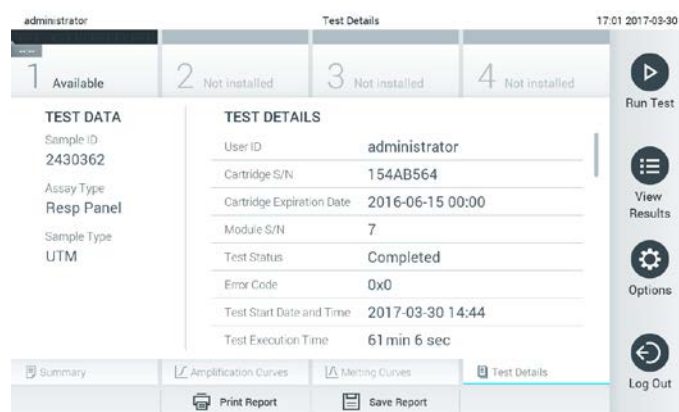 administrator Test Details 17:01 2017-03-30
1 Available 2 Not installed 3 Not installed 4 Not installed
Run Test
View
Results
Options
Log Out
TEST DATA
Sample ID
2430362
Assay Type
Resp Panel
Sample Type
UTM
TEST DETAILS
User ID administrator
Cartridge S/N 154AB564
Cartridge Expiration Date 2016-06-15 00:00
Module S/N 7
Test Status Completed
Error Code 0x0
Test Start Date and Time 2017-03-30 14:44
Test Execution Time 61 min 6 sec
Summary Amplification Curves Melting Curves Test Details
Print Report Save Report